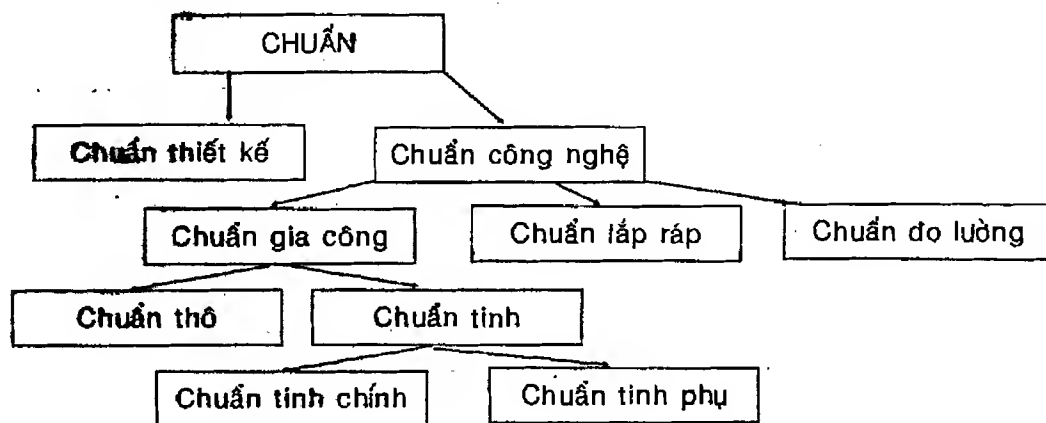 CHUẨN
Chuẩn thiết kế
Chuẩn công nghệ
Chuẩn gia công
Chuẩn lắp ráp
Chuẩn đo lường
Chuẩn thô
Chuẩn tinh
Chuẩn tinh chính
Chuẩn tinh phụ